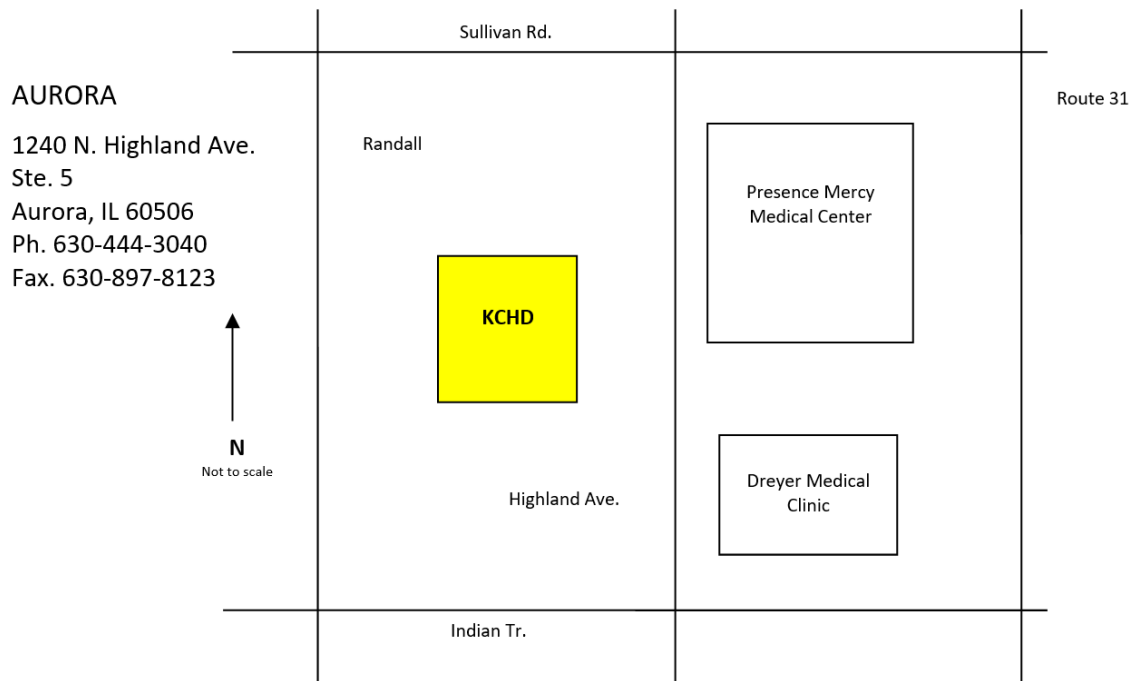 Sullivan Rd.
AURORA
Route 31
1240 N. Highland Ave.
Ste. 5
Aurora, IL 60506
Ph. 630-444-3040
Fax. 630-897-8123
Randall
Presence Mercy
Medical Center
KCHD
N
Not to scale
Highland Ave.
Dreyer Medical
Clinic
Indian Tr.